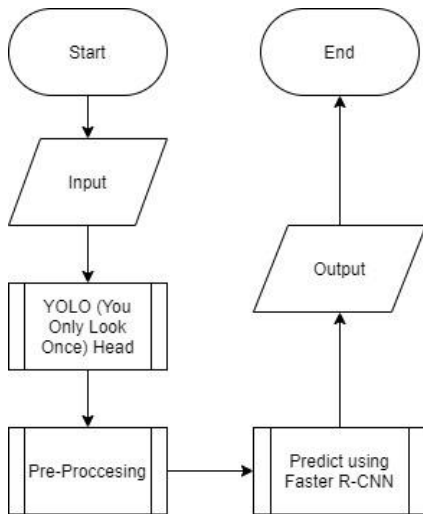 Start
Input
YOLO (You
Only Look
Once) Head
Pre-Proccesing
Predict using
Faster R-CNN
Output
End